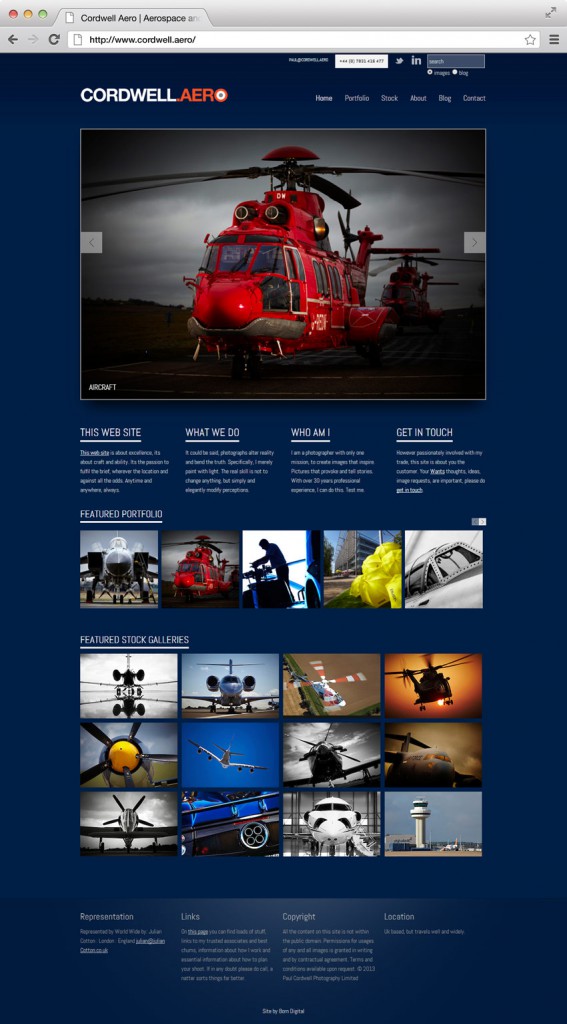 Cordwell Aero | Aerospace an
http://www.cordwell.aero/
PAUL@CORDWELL.AERO
+44 (0) 7831 418 477
in
search
images blog
CORDWELL.AERO
Home Portfolio Stock About Blog Contact
DW
AIRCRAFT
THIS WEB SITE
This web site is about excellence, its
about craft and ability. Its the passion to
fulfil the brief, wherever the location and
against all the odds. Anytime and
anywhere, always.
WHAT WE DO
It could be said, photographs alter reality
and bend the truth. Specifically, I merely
paint with light. The real skill is not to
change anything, but simply and
elegantly modify perceptions.
WHO AM I
I am a photographer with only one
mission, to create images that inspire.
Pictures that provoke and tell stories.
With over 30 years professional
experience, I can do this. Test me.
GET IN TOUCH
However passionately involved with my
trade, this site is about you the
customer. Your Wants thoughts, ideas,
image requests, are important, please do
get in touch
FEATURED PORTFOLIO
FEATURED STOCK GALLERIES
Representation
Represented by World Wide by: Julian
Cotton : London : England julian@Julian
Cotton.co.uk
Links
On this page you can find loads of stuff,
links to my trusted associates and best
chums, information about how I work and
essential information about how to plan
your shoot. If in any doubt please do call, a
natter sorts things far better.
Copyright
All the content on this site is not within
the public domain. Permissions for usages
of any and all images is granted in writing
and by contractual agreement. Terms and
conditions available upon request. © 2013
Paul Cordwell Photography Limited
Location
Uk based, but travels well and widely.
Site by Born Digital